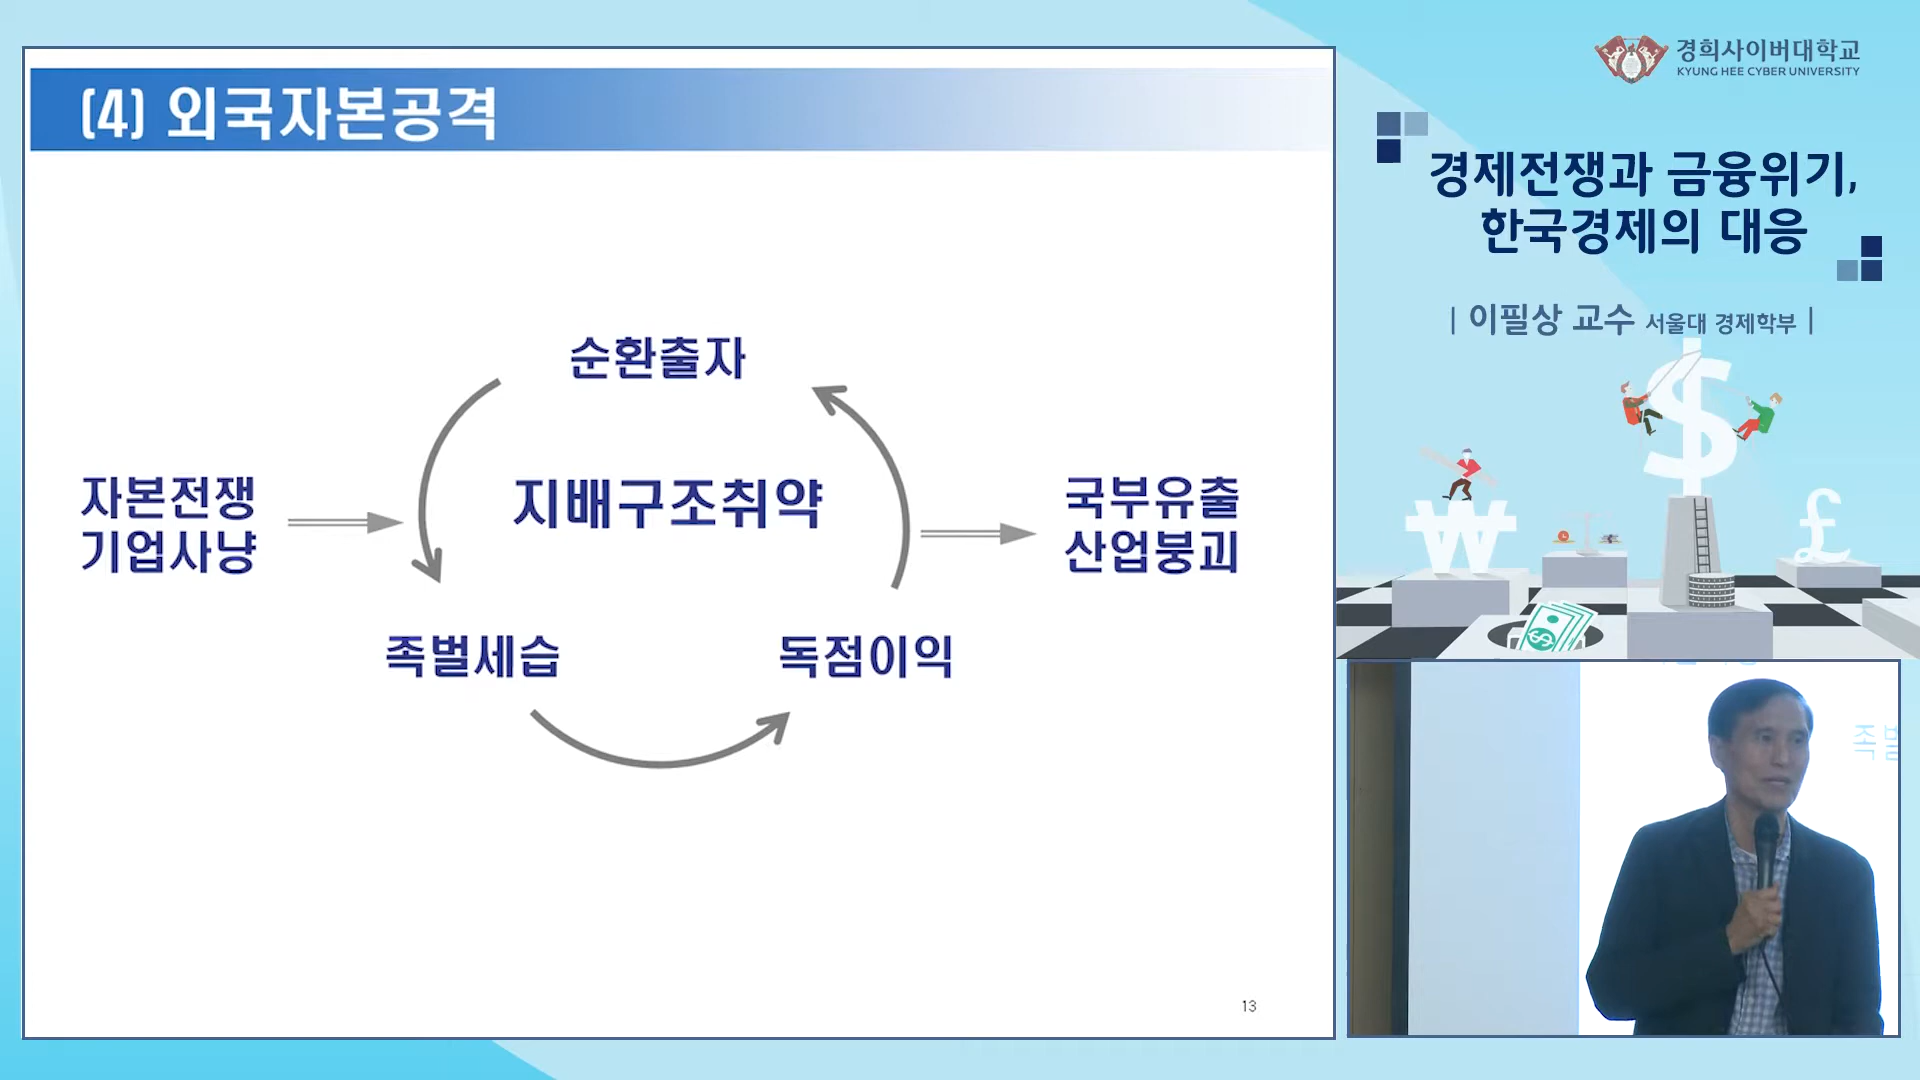 (4) 외국자본공격
순환출자
지배구조취약
자본전쟁
기업사냥
국부유출
산업붕괴
족벌세습
독점이익
13
경희사이버대학교
KYUNG HEE CYBER UNIVERSITY
경제전쟁과 금융위기,
한국경제의 대응
| 이필상 교수 서울대 경제학부 |
족벌